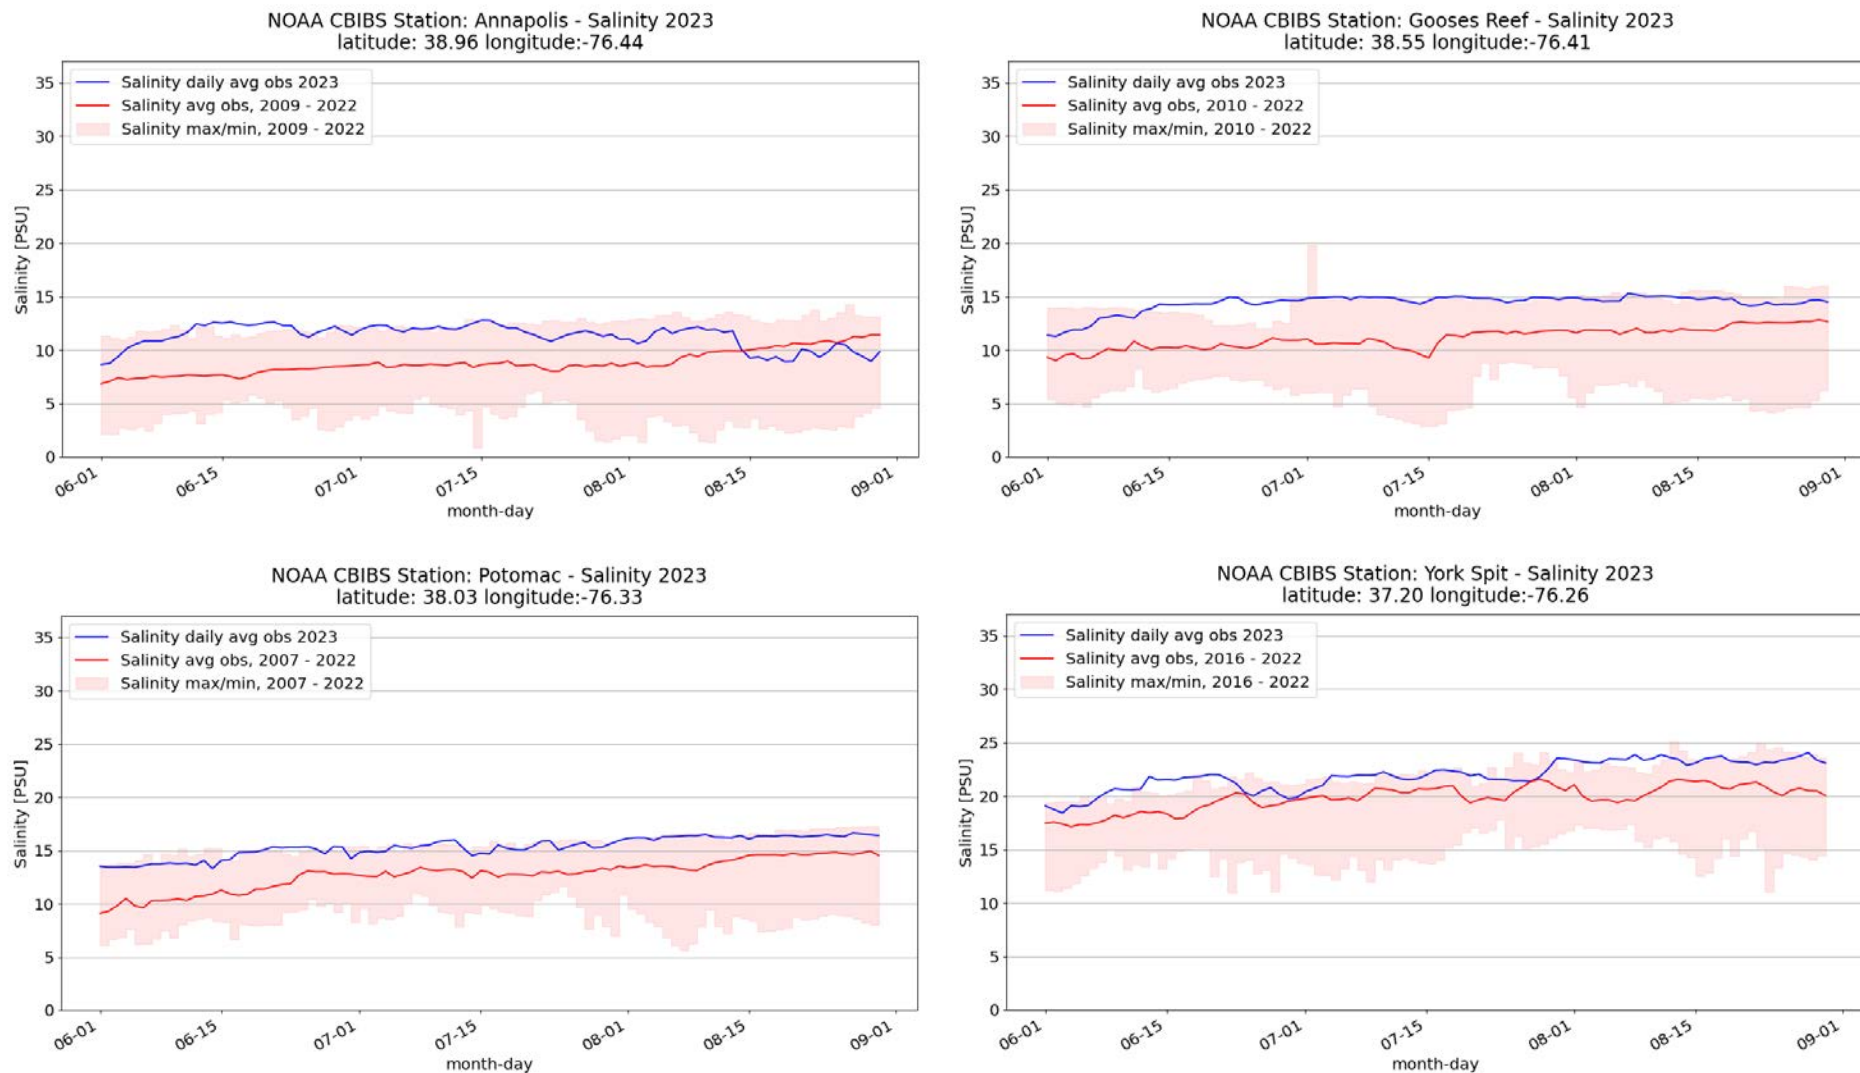 NOAA CBIBS Station: Annapolis - Salinity 2023
latitude: 38.96 longitude:-76.44
Salinity daily avg obs 2023
Salinity avg obs, 2009 - 2022
Salinity max/min, 2009 - 2022
Salinity [PSU]
35
30
25
20
15
10
5
0
06-01
06-15
07-01
07-15
08-01
08-15
09-01
month-day
NOAA CBIBS Station: Gooses Reef - Salinity 2023
latitude: 38.55 longitude:-76.41
Salinity daily avg obs 2023
Salinity avg obs, 2010 - 2022
Salinity max/min, 2010 - 2022
Salinity [PSU]
35
30
25
20
15
10
5
0
06-01
06-15
07-01
07-15
08-01
08-15
09-01
month-day
NOAA CBIBS Station: Potomac - Salinity 2023
latitude: 38.03 longitude:-76.33
Salinity daily avg obs 2023
Salinity avg obs, 2007 - 2022
Salinity max/min, 2007 - 2022
Salinity [PSU]
35
30
25
20
15
10
5
0
06-01
06-15
07-01
07-15
08-01
08-15
09-01
month-day
NOAA CBIBS Station: York Spit - Salinity 2023
latitude: 37.20 longitude:-76.26
Salinity daily avg obs 2023
Salinity avg obs, 2016 - 2022
Salinity max/min, 2016 - 2022
Salinity [PSU]
35
30
25
20
15
10
5
0
06-01
06-15
07-01
07-15
08-01
08-15
09-01
month-day